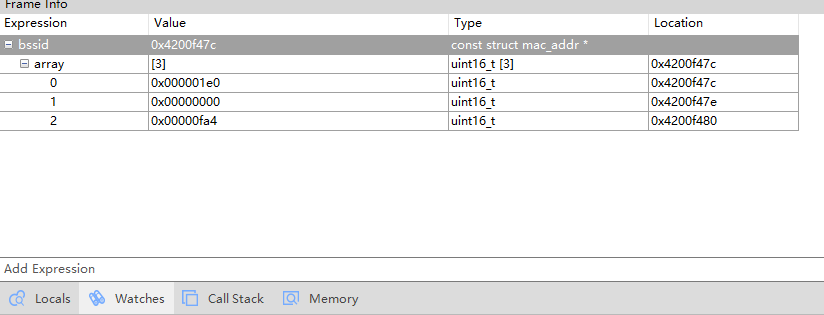 Frame Info
Expression Value Type Location
bssid 0x4200f47c const struct mac_addr *
array [3] uint16_t [3] 0x4200f47c
0 0x000001e0 uint16_t 0x4200f47c
1 0x00000000 uint16_t 0x4200f47e
2 0x00000fa4 uint16_t 0x4200f480
Add Expression
Locals Watches Call Stack Memory